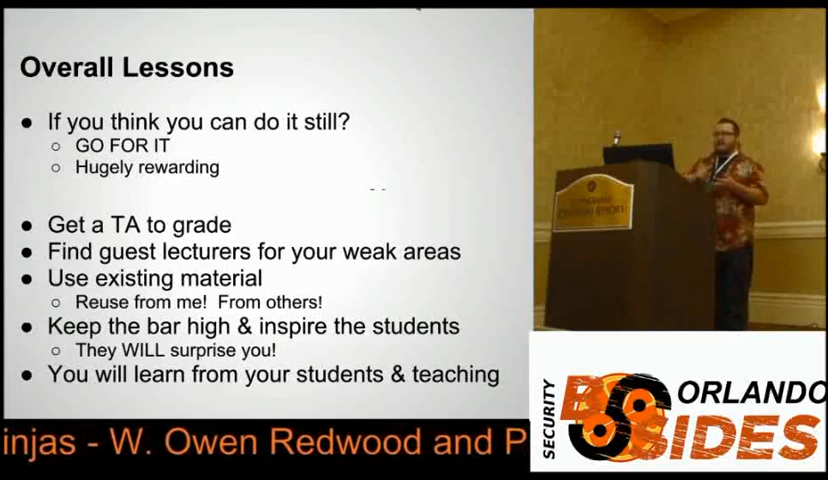 Overall Lessons
● If you think you can do it still?
○ GO FOR IT
○ Hugely rewarding
● Get a TA to grade
● Find guest lecturers for your weak areas
● Use existing material
○ Reuse from me! From others!
● Keep the bar high & inspire the students
○ They WILL surprise you!
● You will learn from your students & teaching
injas - W. Owen Redwood and P
SECURITY
BSIDES
ORLANDO